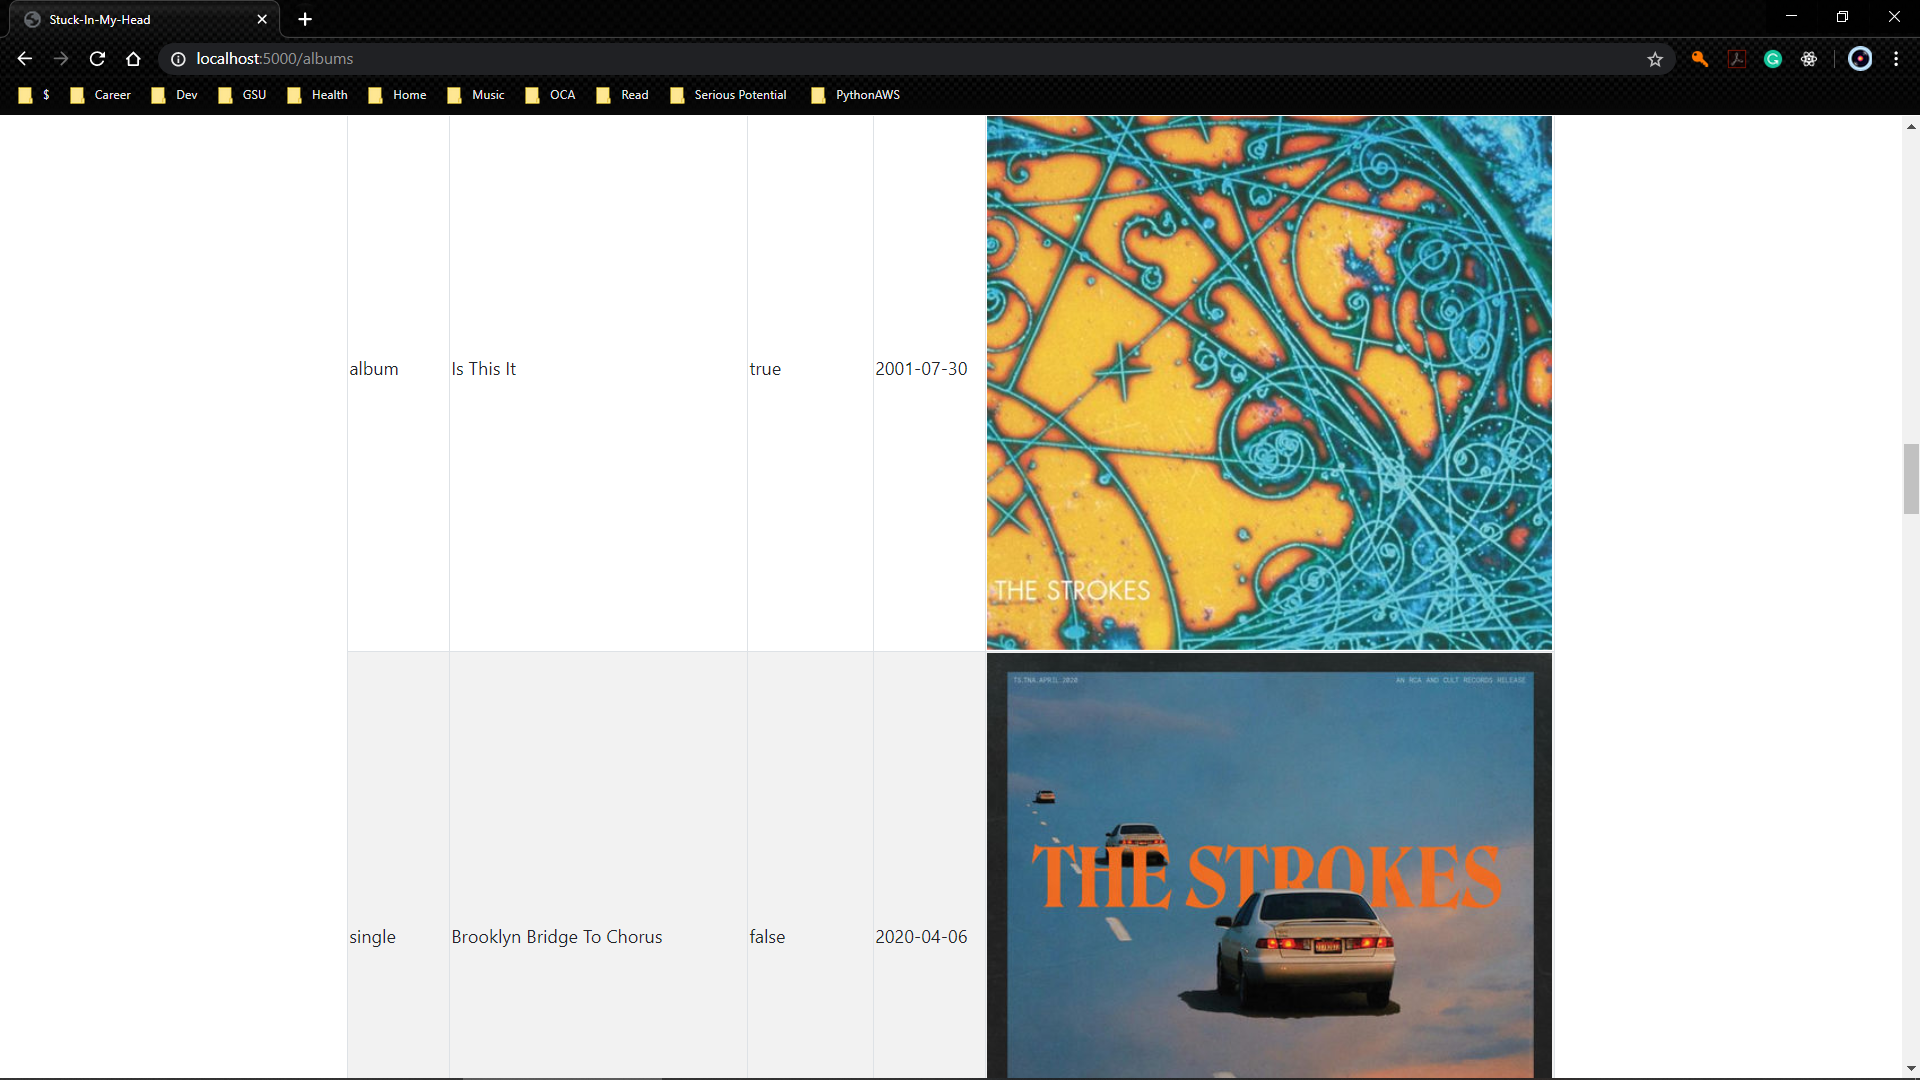 Stuck-In-My-Head
localhost:5000/albums
$ Career Dev GSU Health Home Music OCA Read Serious Potential PythonAWS
album Is This It true 2001-07-30
THE STROKES
TS.TNA.APRIL.2020 AN RCA AND CULT RECORDS RELEASE
THE STROKES
single Brooklyn Bridge To Chorus false 2020-04-06